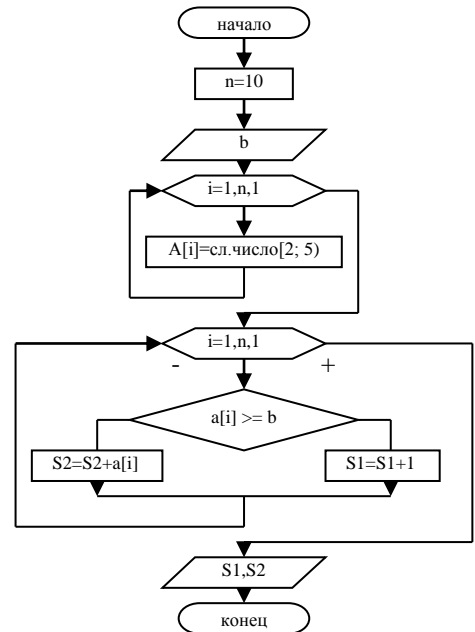 начало
n=10
b
i=1,n,1
A[i]=сл.число[2; 5)
i=1,n,1
- +
a[i] >= b
S2=S2+a[i] S1=S1+1
S1,S2
конец